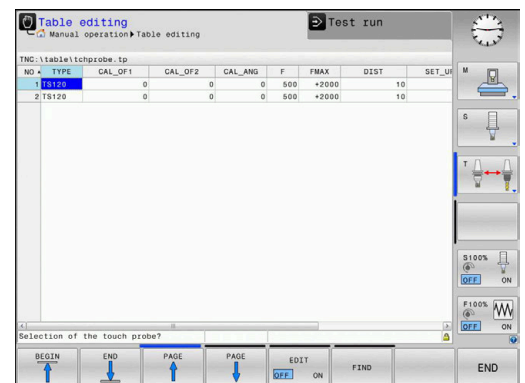 Table editing
Test run
Manual operation ▸ Table editing
TNC:\table\tchprobe.tp
NO TYPE CAL_OF1 CAL_OF2 CAL_ANG F FMAX DIST SET_UP
1 TS120 0 0 0 500 +2000 10
2 TS120 0 0 0 500 +2000 10
M
S
T
S100%
OFF ON
F100%
OFF ON
Selection of the touch probe?
BEGIN END PAGE PAGE EDIT FIND END
OFF ON